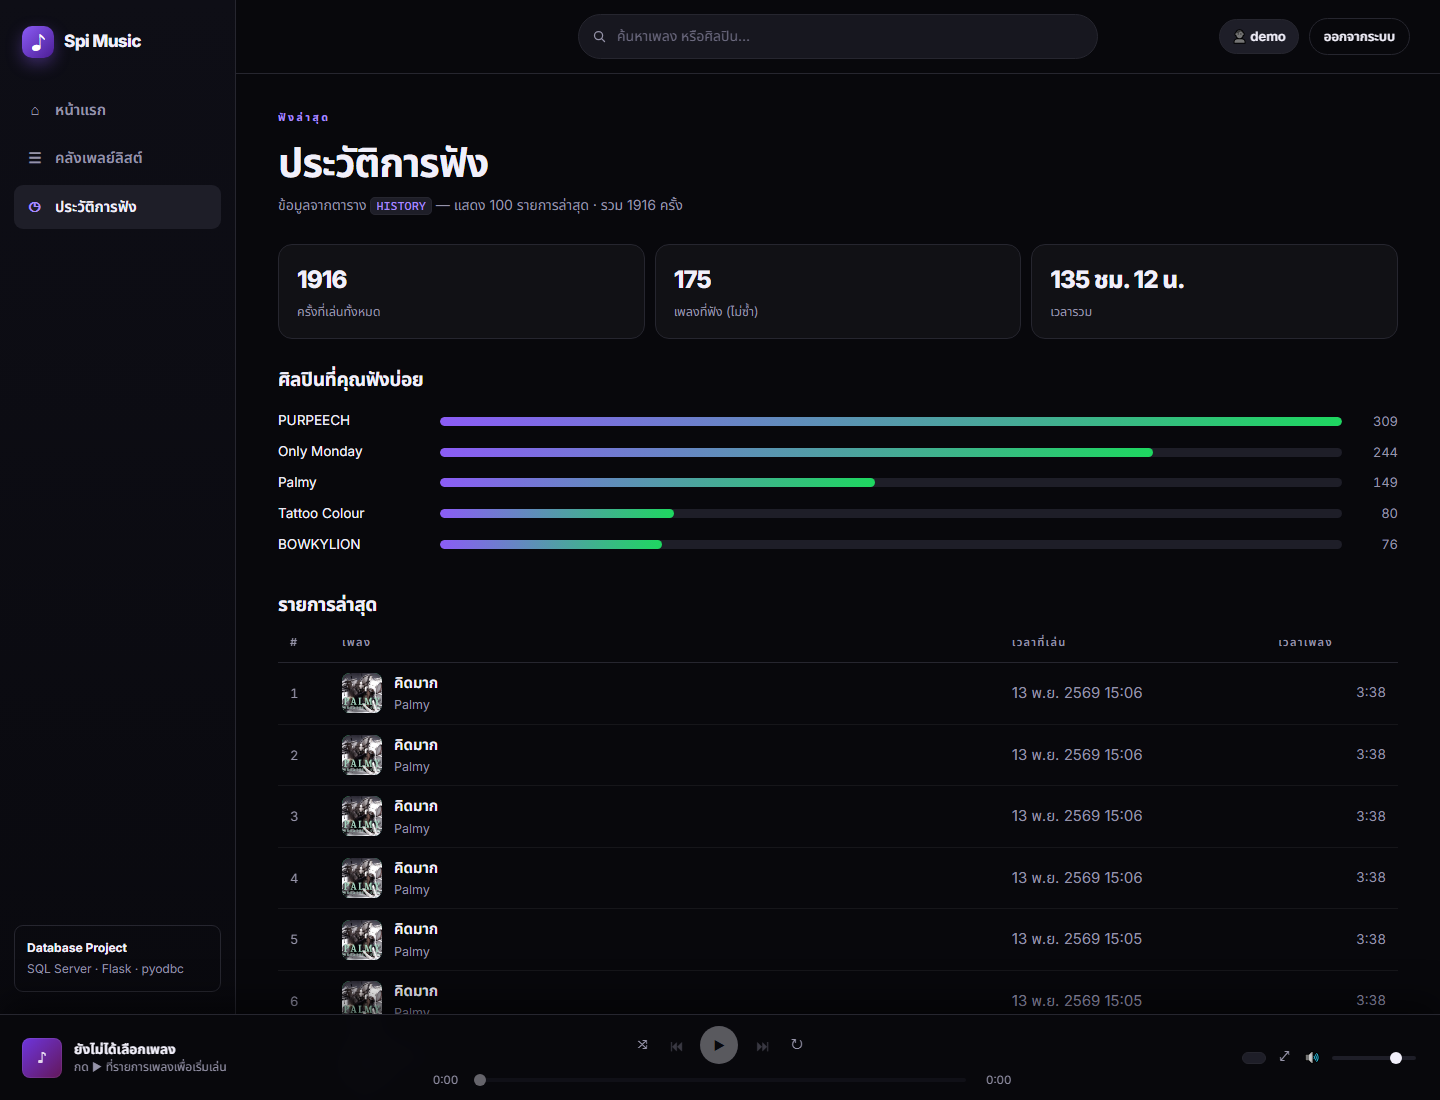 Spi Music
ค้นหาเพลง หรือศิลปิน...
demo
ออกจากระบบ
หน้าแรก
คลังเพลย์ลิสต์
ประวัติการฟัง
ฟังล่าสุด
ประวัติการฟัง
ข้อมูลจากตาราง HISTORY — แสดง 100 รายการล่าสุด · รวม 1916 ครั้ง
1916
ครั้งที่เล่นทั้งหมด
175
เพลงที่ฟัง (ไม่ซ้ำ)
135 ชม. 12 น.
เวลารวม
ศิลปินที่คุณฟังบ่อย
PURPEECH 309
Only Monday 244
Palmy 149
Tattoo Colour 80
BOWKYLION 76
รายการล่าสุด
# เพลง เวลาที่เล่น เวลาเพลง
1 คิดมาก 13 พ.ย. 2569 15:06 3:38
Palmy
2 คิดมาก 13 พ.ย. 2569 15:06 3:38
Palmy
3 คิดมาก 13 พ.ย. 2569 15:06 3:38
Palmy
4 คิดมาก 13 พ.ย. 2569 15:06 3:38
Palmy
5 คิดมาก 13 พ.ย. 2569 15:05 3:38
Palmy
6 คิดมาก 13 พ.ย. 2569 15:05 3:38
Palmy
Database Project
SQL Server · Flask · pyodbc
ยังไม่ได้เลือกเพลง
กด ▶ ที่รายการเพลงเพื่อเริ่มเล่น
0:00 0:00